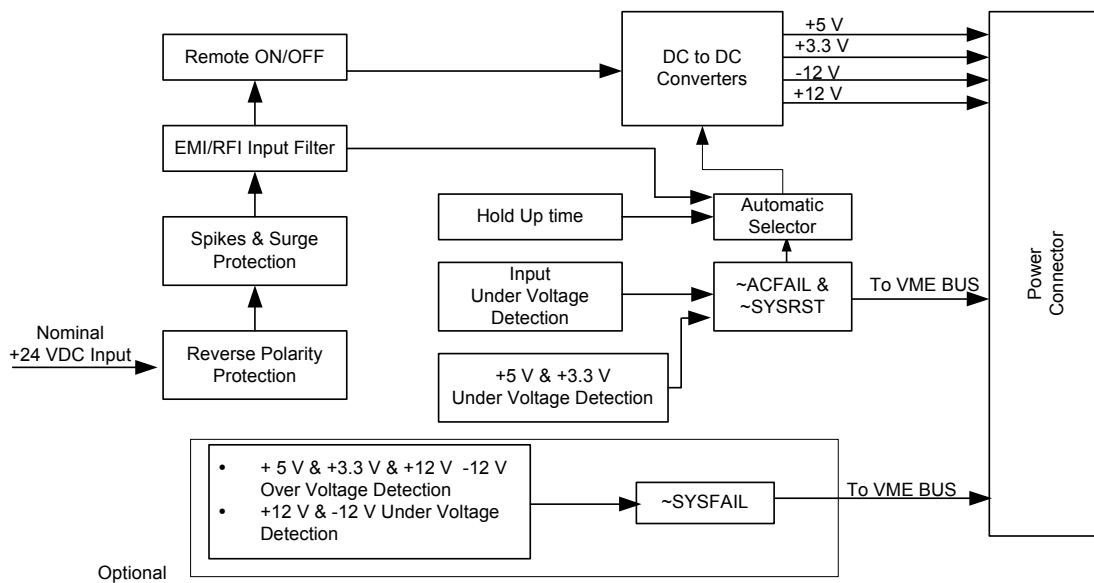 +5 V
+3.3 V
-12 V
+12 V
Remote ON/OFF
DC to DC
Converters
EMI/RFI Input Filter
Hold Up time
Automatic
Selector
Spikes & Surge
Protection
Input
Under Voltage
Detection
~ACFAIL &
~SYSRST
To VME BUS
Power
Connector
Nominal
+24 VDC Input
Reverse Polarity
Protection
+5 V & +3.3 V
Under Voltage Detection
• + 5 V & +3.3 V & +12 V -12 V
Over Voltage Detection
• +12 V & -12 V Under Voltage
Detection
~SYSFAIL
To VME BUS
Optional